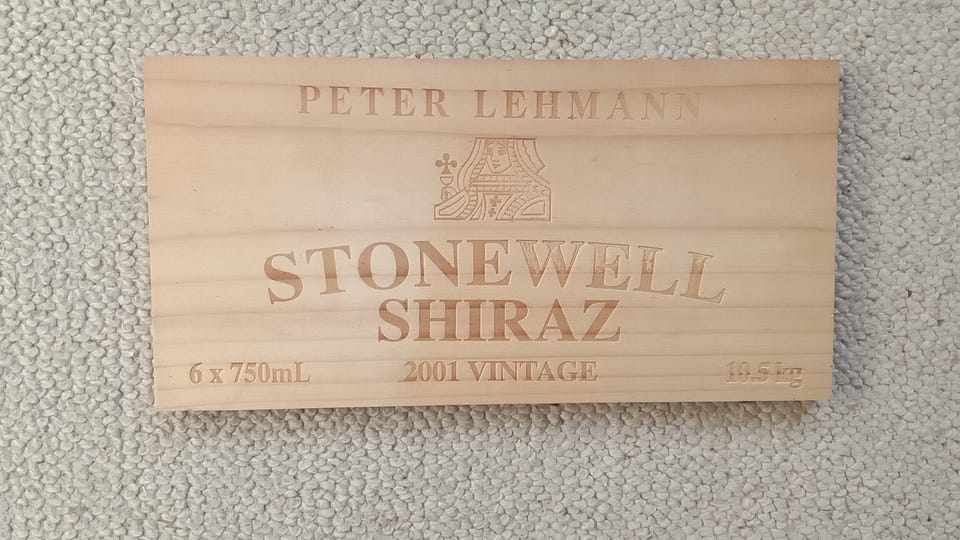 PETER LEHMANN
STONEWELL
SHIRAZ
6 x 750mL 2001 VINTAGE 10.5 kg